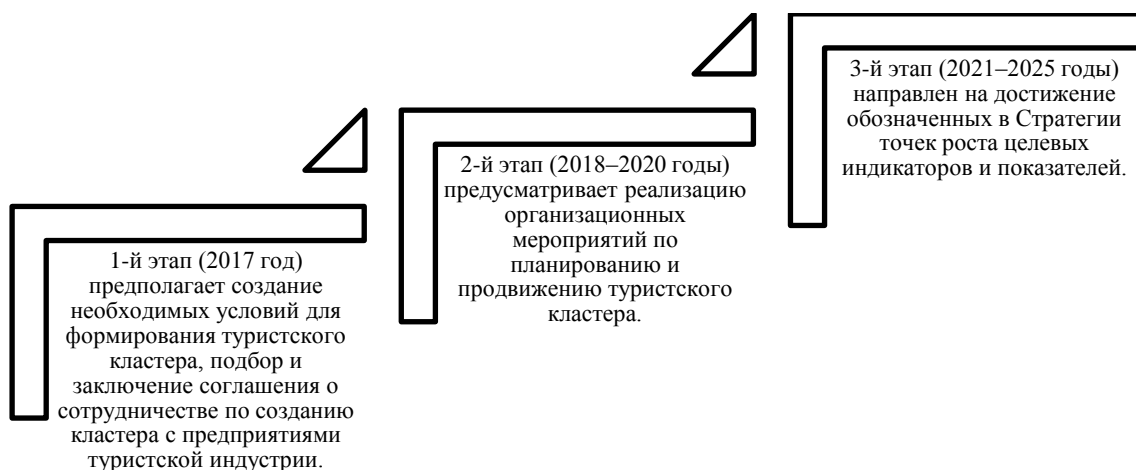 1-й этап (2017 год)
предполагает создание
необходимых условий для
формирования туристского
кластера, подбор и
заключение соглашения о
сотрудничестве по созданию
кластера с предприятиями
туристской индустрии.
2-й этап (2018–2020 годы)
предусматривает реализацию
организационных
мероприятий по
планированию и
продвижению туристского
кластера.
3-й этап (2021–2025 годы)
направлен на достижение
обозначенных в Стратегии
точек роста целевых
индикаторов и показателей.